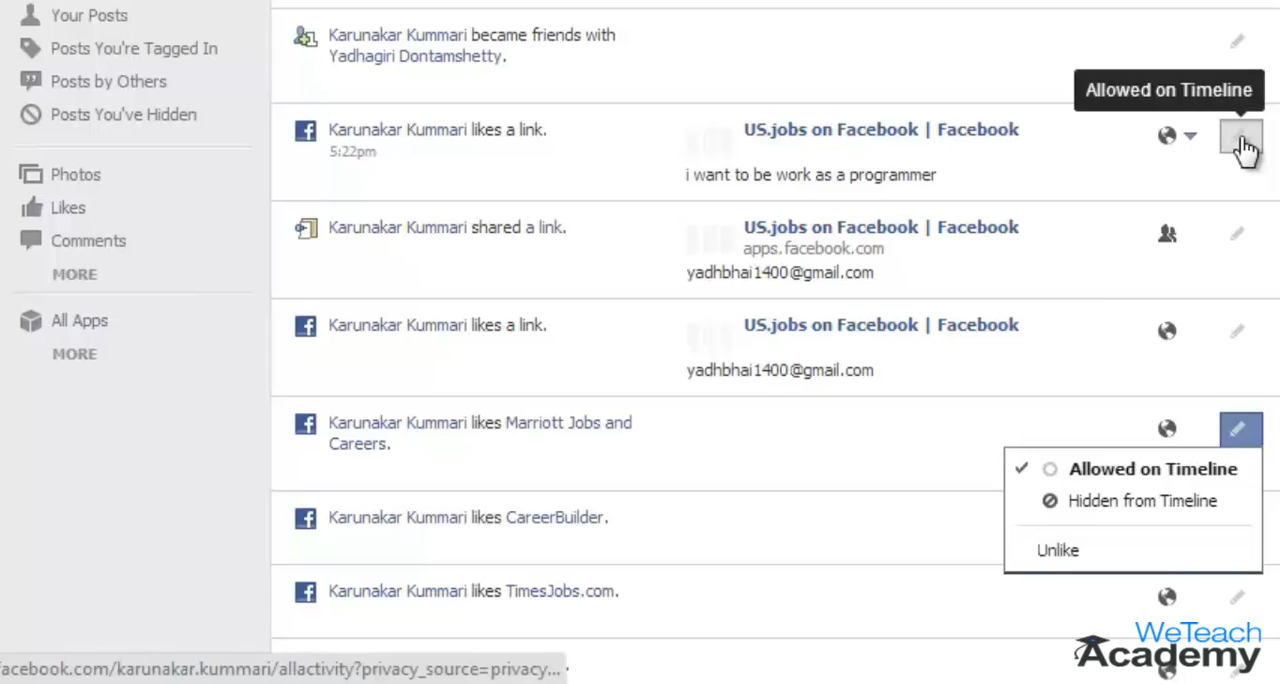 Your Posts
Posts You're Tagged In
Posts by Others
Posts You've Hidden
Photos
Likes
Comments
MORE
All Apps
MORE
Karunakar Kummari became friends with
Yadhagiri Dontamshetty.
Allowed on Timeline
Karunakar Kummari likes a link.
5:22pm
US.jobs on Facebook | Facebook
i want to be work as a programmer
Karunakar Kummari shared a link.
US.jobs on Facebook | Facebook
apps.facebook.com
yadhbhai1400@gmail.com
Karunakar Kummari likes a link.
US.jobs on Facebook | Facebook
yadhbhai1400@gmail.com
Karunakar Kummari likes Marriott Jobs and
Careers.
Allowed on Timeline
Hidden from Timeline
Unlike
Karunakar Kummari likes CareerBuilder.
Karunakar Kummari likes TimesJobs.com.
facebook.com/karunakar.kummari/allactivity?privacy_source=privacy...
WeTeach
Academy